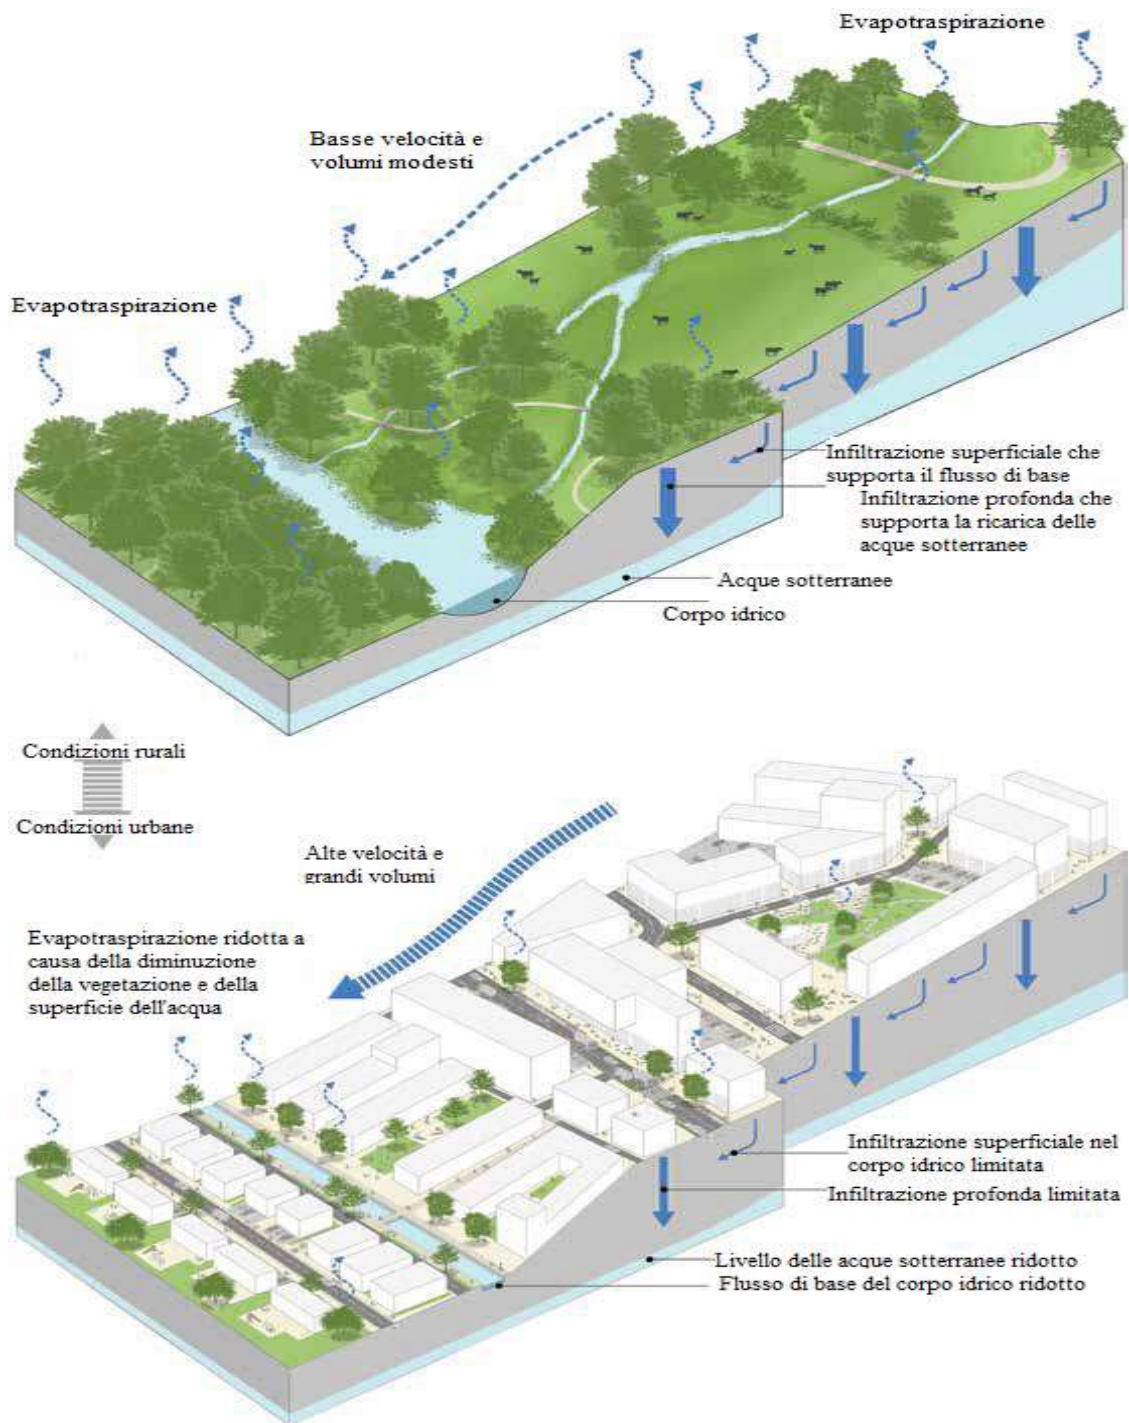 Evapotraspirazione
Basse velocità e
volumi modesti
Evapotraspirazione
Infiltrazione superficiale che
supporta il flusso di base
Infiltrazione profonda che
supporta la ricarica delle
acque sotterranee
Acque sotterranee
Corpo idrico
Condizioni rurali
Condizioni urbane
Alte velocità e
grandi volumi
Evapotraspirazione ridotta a
causa della diminuzione
della vegetazione e della
superficie dell'acqua
Infiltrazione superficiale nel
corpo idrico limitata
Infiltrazione profonda limitata
Livello delle acque sotterranee ridotto
Flusso di base del corpo idrico ridotto